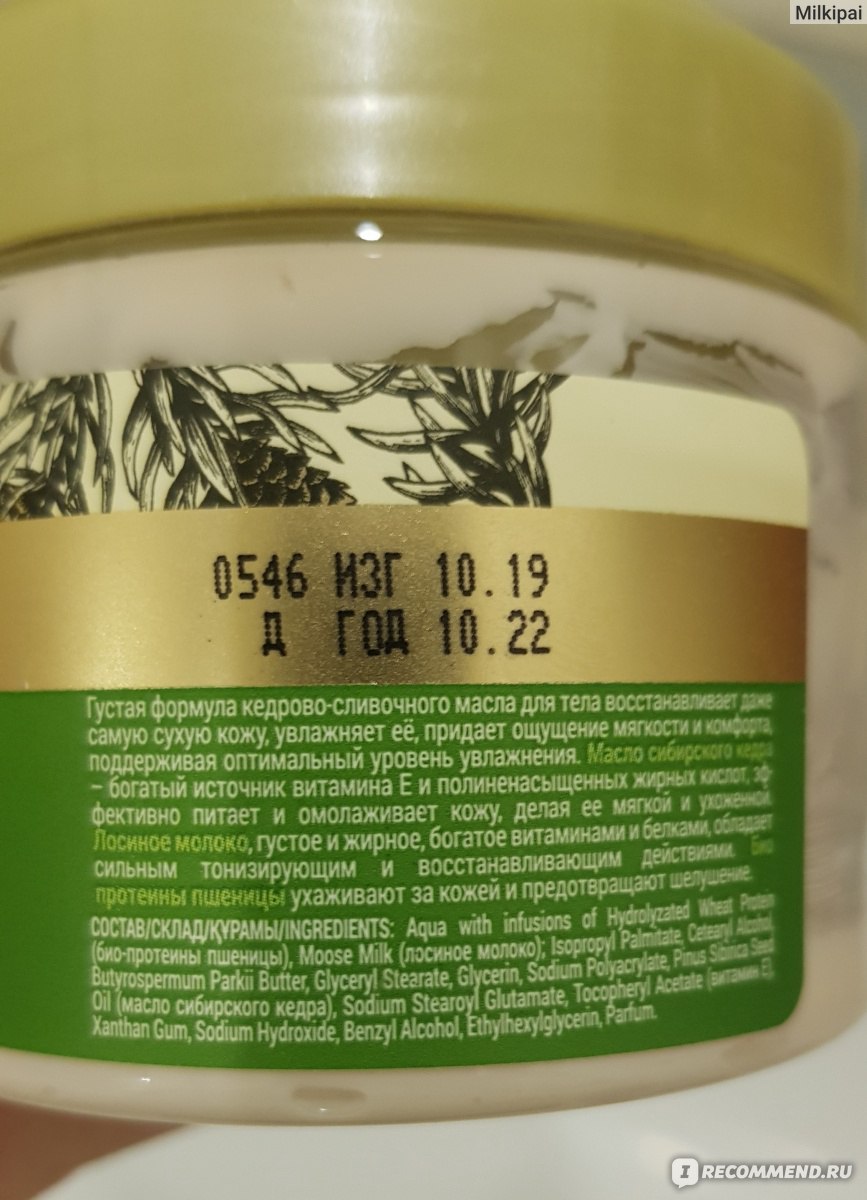 Milkipai
0546 ИЗГ 10.19
Д ГОД 10.22
Густая формула кедрово-сливочного масла для тела восстанавливает даже
самую сухую кожу, увлажняет её, придает ощущение мягкости и комфорта,
поддерживая оптимальный уровень увлажнения. Масло сибирского кедра
– богатый источник витамина Е и полиненасыщенных жирных кислот, эф-
фективно питает и омолаживает кожу, делая ее мягкой и ухоженной.
Лосиное молоко, густое и жирное, богатое витаминами и белками, обладает
сильным тонизирующим и восстанавливающим действиями. Био
протеины пшеницы ухаживают за кожей и предотвращают шелушение.
СОСТАВ/СКЛАД/ҚҰРАМЫ/INGREDIENTS: Aqua with infusions of Hydrolyzated Wheat Protein
(био-протеины пшеницы), Moose Milk (лосиное молоко); Isopropyl Palmitate, Cetearyl Alcohol,
Butyrospermum Parkii Butter, Glyceryl Stearate, Glycerin, Sodium Polyacrylate, Pinus Sibirica Seed
Oil (масло сибирского кедра), Sodium Stearoyl Glutamate, Tocopheryl Acetate (витамин Е),
Xanthan Gum, Sodium Hydroxide, Benzyl Alcohol, Ethylhexylglycerin, Parfum.
IRECOMMEND.RU